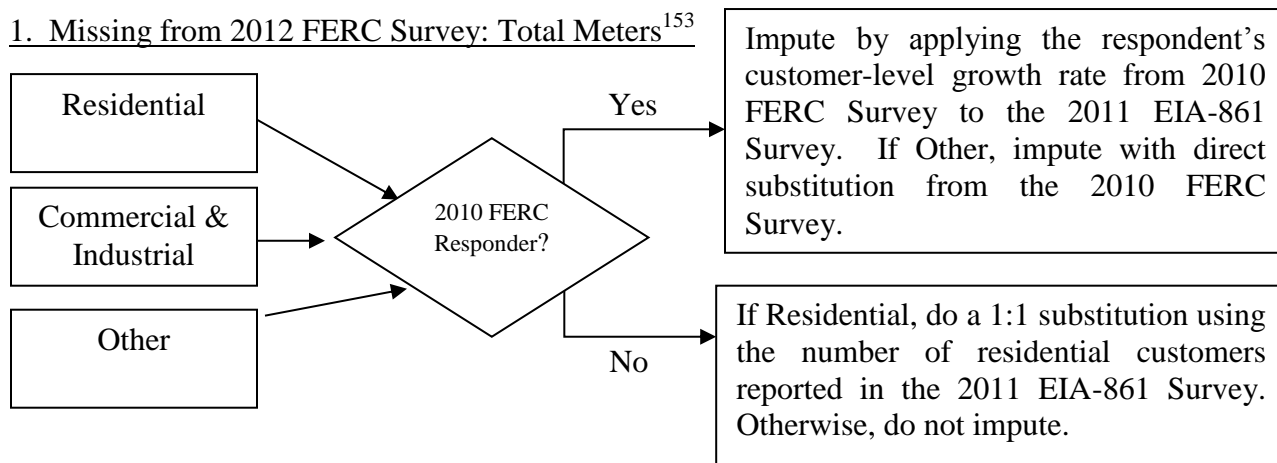 1. Missing from 2012 FERC Survey: Total Meters153
Residential
Commercial &
Industrial
Other
2010 FERC
Responder?
Yes
Impute by applying the respondent’s
customer-level growth rate from 2010
FERC Survey to the 2011 EIA-861
Survey. If Other, impute with direct
substitution from the 2010 FERC
Survey.
No
If Residential, do a 1:1 substitution using
the number of residential customers
reported in the 2011 EIA-861 Survey.
Otherwise, do not impute.